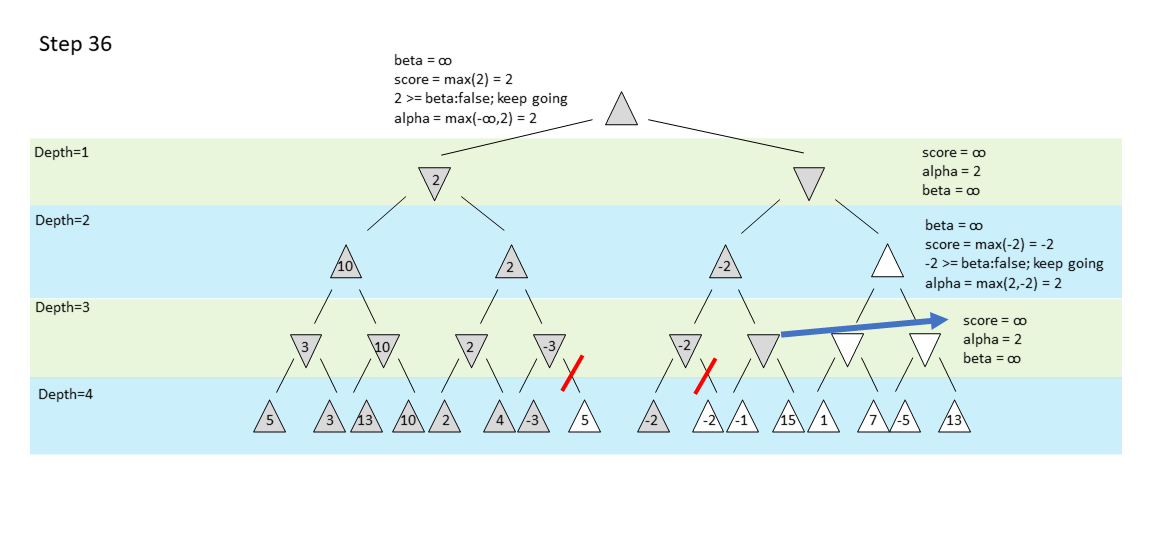 Step 36
beta = ∞
score = max(2) = 2
2 >= beta:false; keep going
alpha = max(-∞,2) = 2
Depth=1
2
score = ∞
alpha = 2
beta = ∞
Depth=2
10
2
-2
beta = ∞
score = max(-2) = -2
-2 >= beta:false; keep going
alpha = max(2,-2) = 2
Depth=3
3
10
2
-3
-2
score = ∞
alpha = 2
beta = ∞
Depth=4
5
3
13
10
2
4
-3
5
-2
-2
-1
15
1
7
-5
13